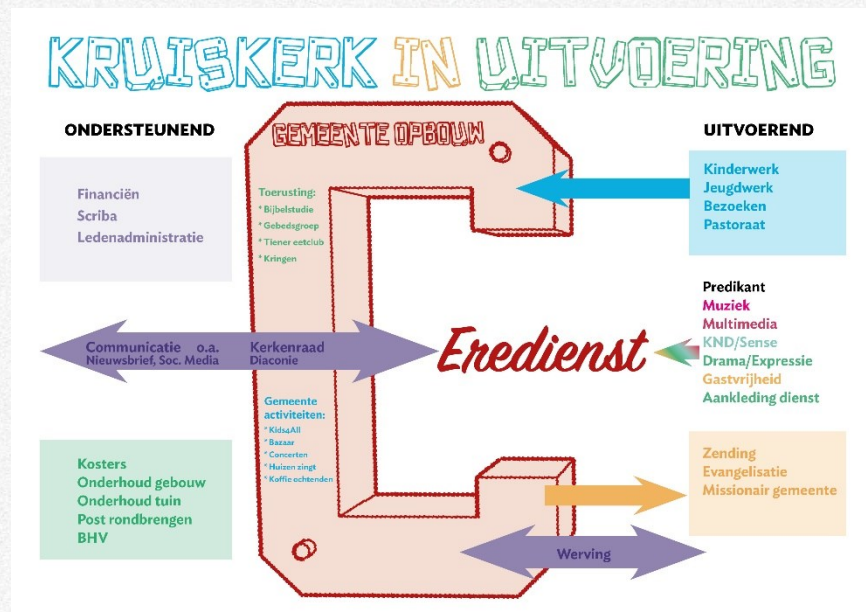 KRUISKERK IN UITVOERING
ONDERSTEUNEND
Financiën
Scriba
Ledenadministratie
Communicatie o.a.
Nieuwsbrief, Soc. Media
Kosters
Onderhoud gebouw
Onderhoud tuin
Post rondbrengen
BHV
GEMEENTE OPBOUW
Toerusting:
* Bijbelstudie
* Gebedsgroep
* Tiener eetclub
* Kringen
Kerkenraad
Diaconie
Gemeente
activiteiten:
* Kids4All
* Bazaar
* Concerten
* Huizen zingt
* Koffie ochtenden
Eredienst
UITVOEREND
Kinderwerk
Jeugdwerk
Bezoeken
Pastoraat
Predikant
Muziek
Multimedia
KND/Sense
Drama/Expressie
Gastvrijheid
Aankleding dienst
Zending
Evangelisatie
Missionair gemeente
Werving